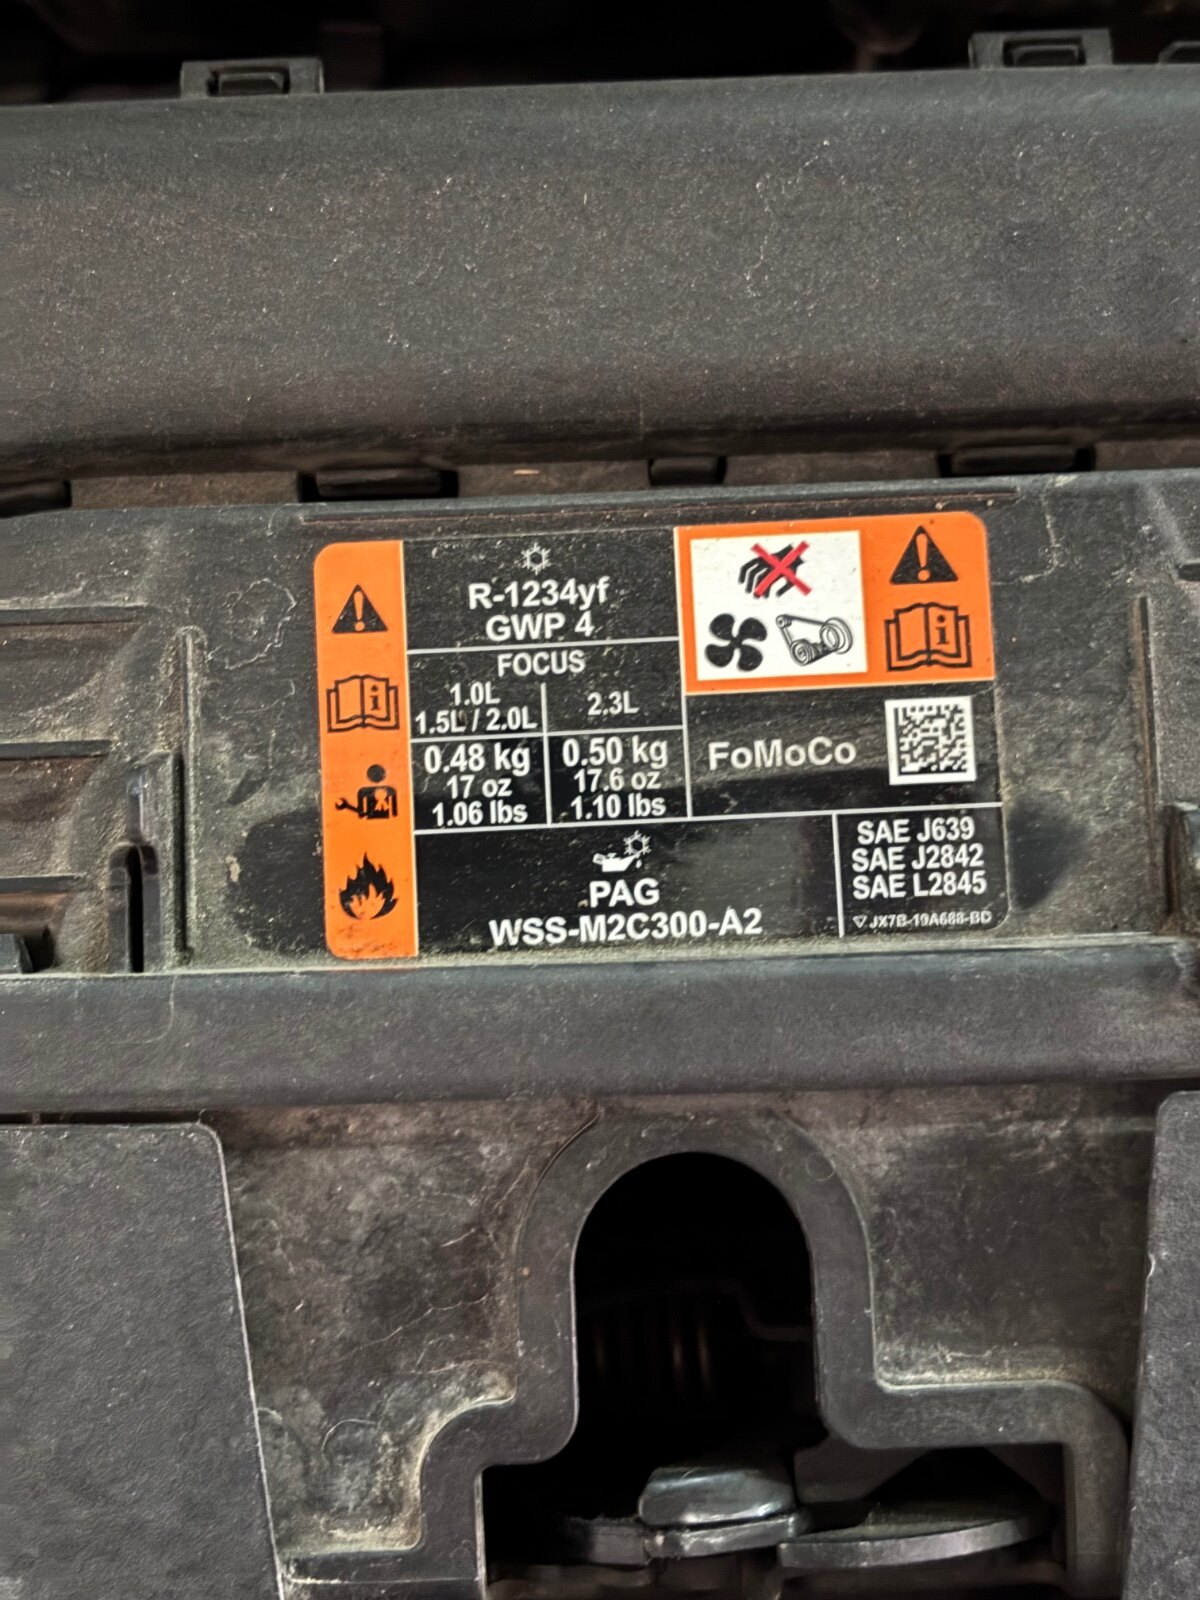 R-1234yf
GWP 4
FOCUS
1.0L
1.5L / 2.0L
2.3L
0.48 kg
17 oz
1.06 lbs
0.50 kg
17.6 oz
1.10 lbs
FoMoCo
PAG
WSS-M2C300-A2
SAE J639
SAE J2842
SAE L2845
JX7B-19A688-BD